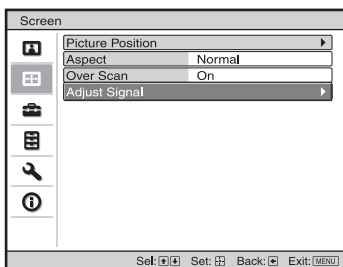 Screen
Picture Position
Aspect Normal
Over Scan On
Adjust Signal
Sel: Set: Back: Exit: MENU